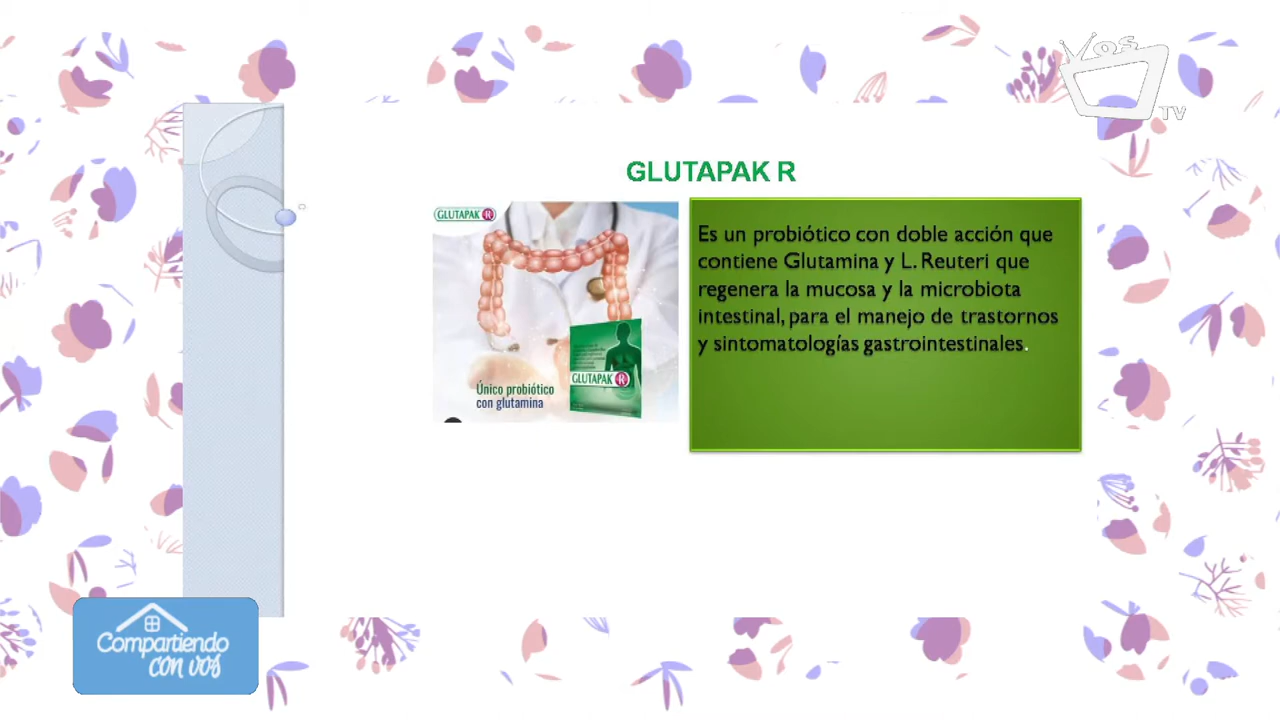 VOS
TV
GLUTAPAK R
GLUTAPAK R
Es un probiótico con doble acción que
contiene Glutamina y L. Reuteri que
regenera la mucosa y la microbiota
intestinal, para el manejo de trastornos
y sintomatologías gastrointestinales.
GLUTAPAK R
Único probiótico
con glutamina
Compartiendo
con vos